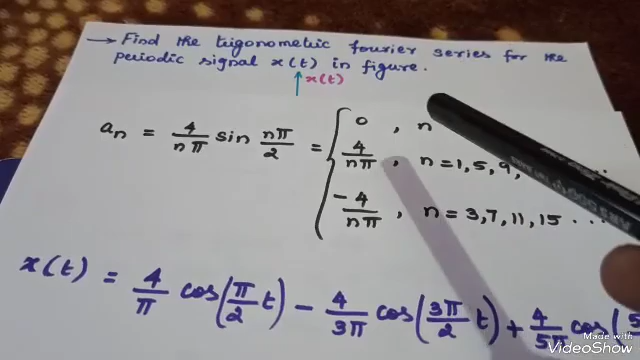 → Find the trigonometric fourier series for the
periodic signal x(t) in figure.
↑ x(t)
aₙ = 4/nπ sin nπ/2 = { 0 , n
4/nπ , n = 1, 5, 9,
-4/nπ , n = 3, 7, 11, 15 ...
x(t) = 4/π cos(π/2 t) - 4/3π cos(3π/2 t) + 4/5π cos(5
Made with
VideoShow